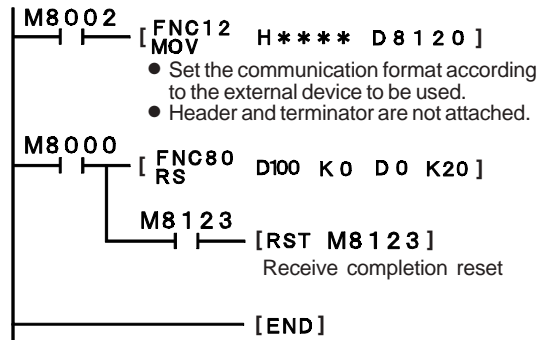 M8002
[ FNC12 MOV H**** D8120 ]
● Set the communication format according
to the external device to be used.
● Header and terminator are not attached.
M8000
[ FNC80 RS D100 K0 D0 K20 ]
M8123
[RST M8123]
Receive completion reset
[END]